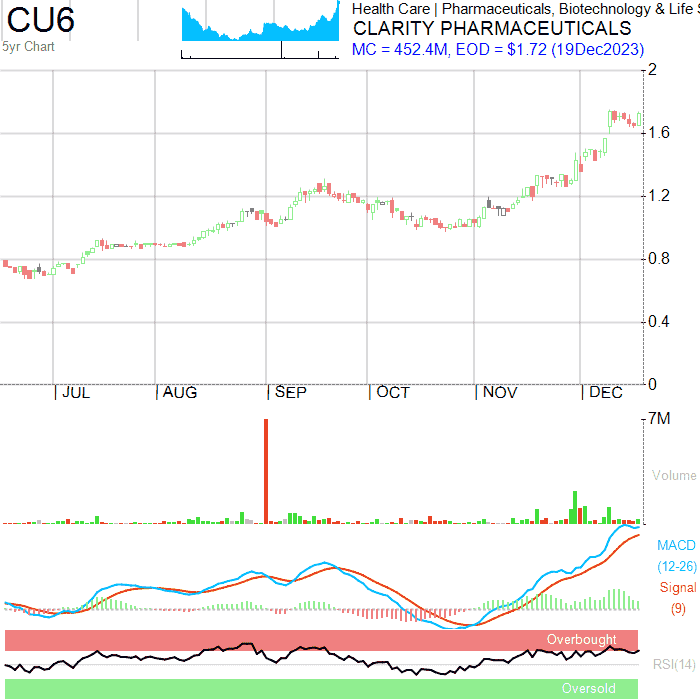 CU6
5yr Chart
Health Care | Pharmaceuticals, Biotechnology & Life S
CLARITY PHARMACEUTICALS
MC = 452.4M, EOD = $1.72 (19Dec2023)
2
1.6
1.2
0.8
0.4
0
JUL
AUG
SEP
OCT
NOV
DEC
7M
Volume
MACD
(12-26)
Signal
(9)
Overbought
RSI(14)
Oversold